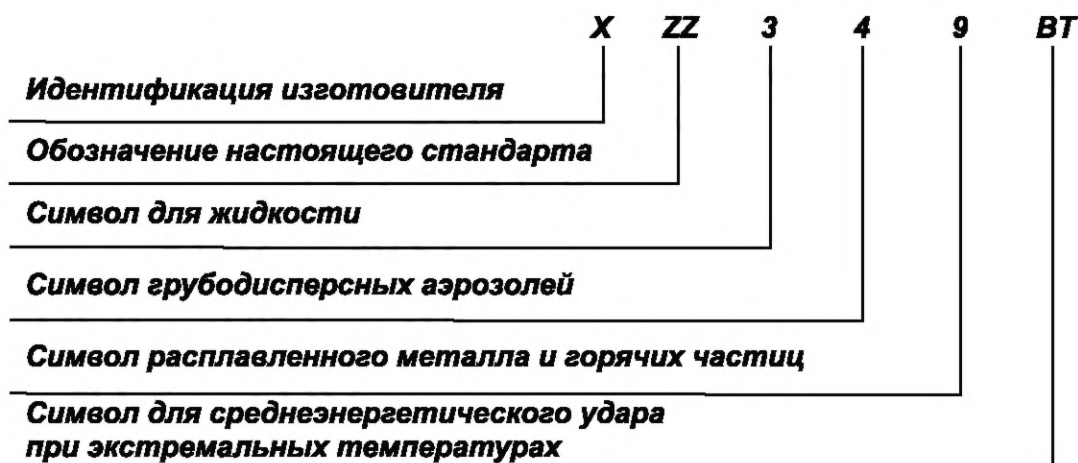 X ZZ 3 4 9 BT
Идентификация изготовителя
Обозначение настоящего стандарта
Символ для жидкости
Символ грубодисперсных аэрозолей
Символ расплавленного металла и горячих частиц
Символ для среднеэнергетического удара
при экстремальных температурах